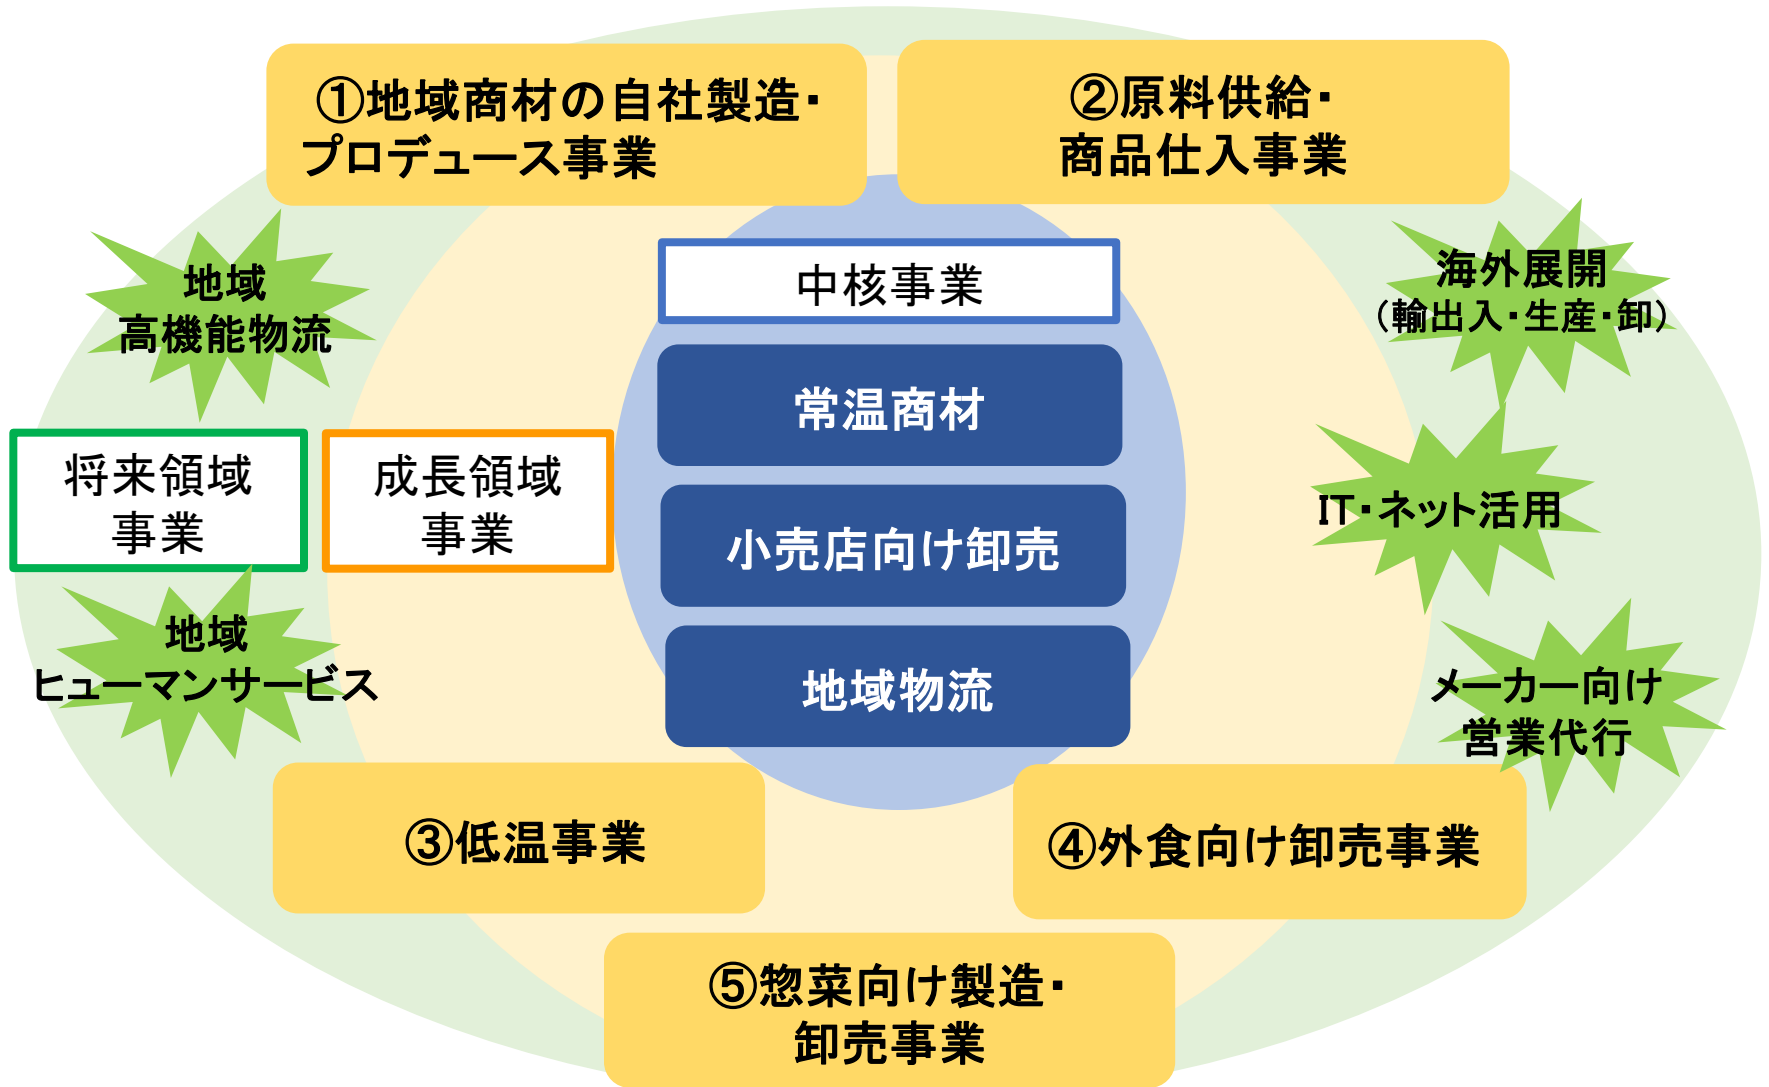 ①地域商材の自社製造・
プロデュース事業
②原料供給・
商品仕入事業
地域
高機能物流
中核事業
海外展開
（輸出入・生産・卸）
常温商材
将来領域
事業
成長領域
事業
IT・ネット活用
小売店向け卸売
地域
ヒューマンサービス
地域物流
メーカー向け
営業代行
③低温事業
④外食向け卸売事業
⑤惣菜向け製造・
卸売事業